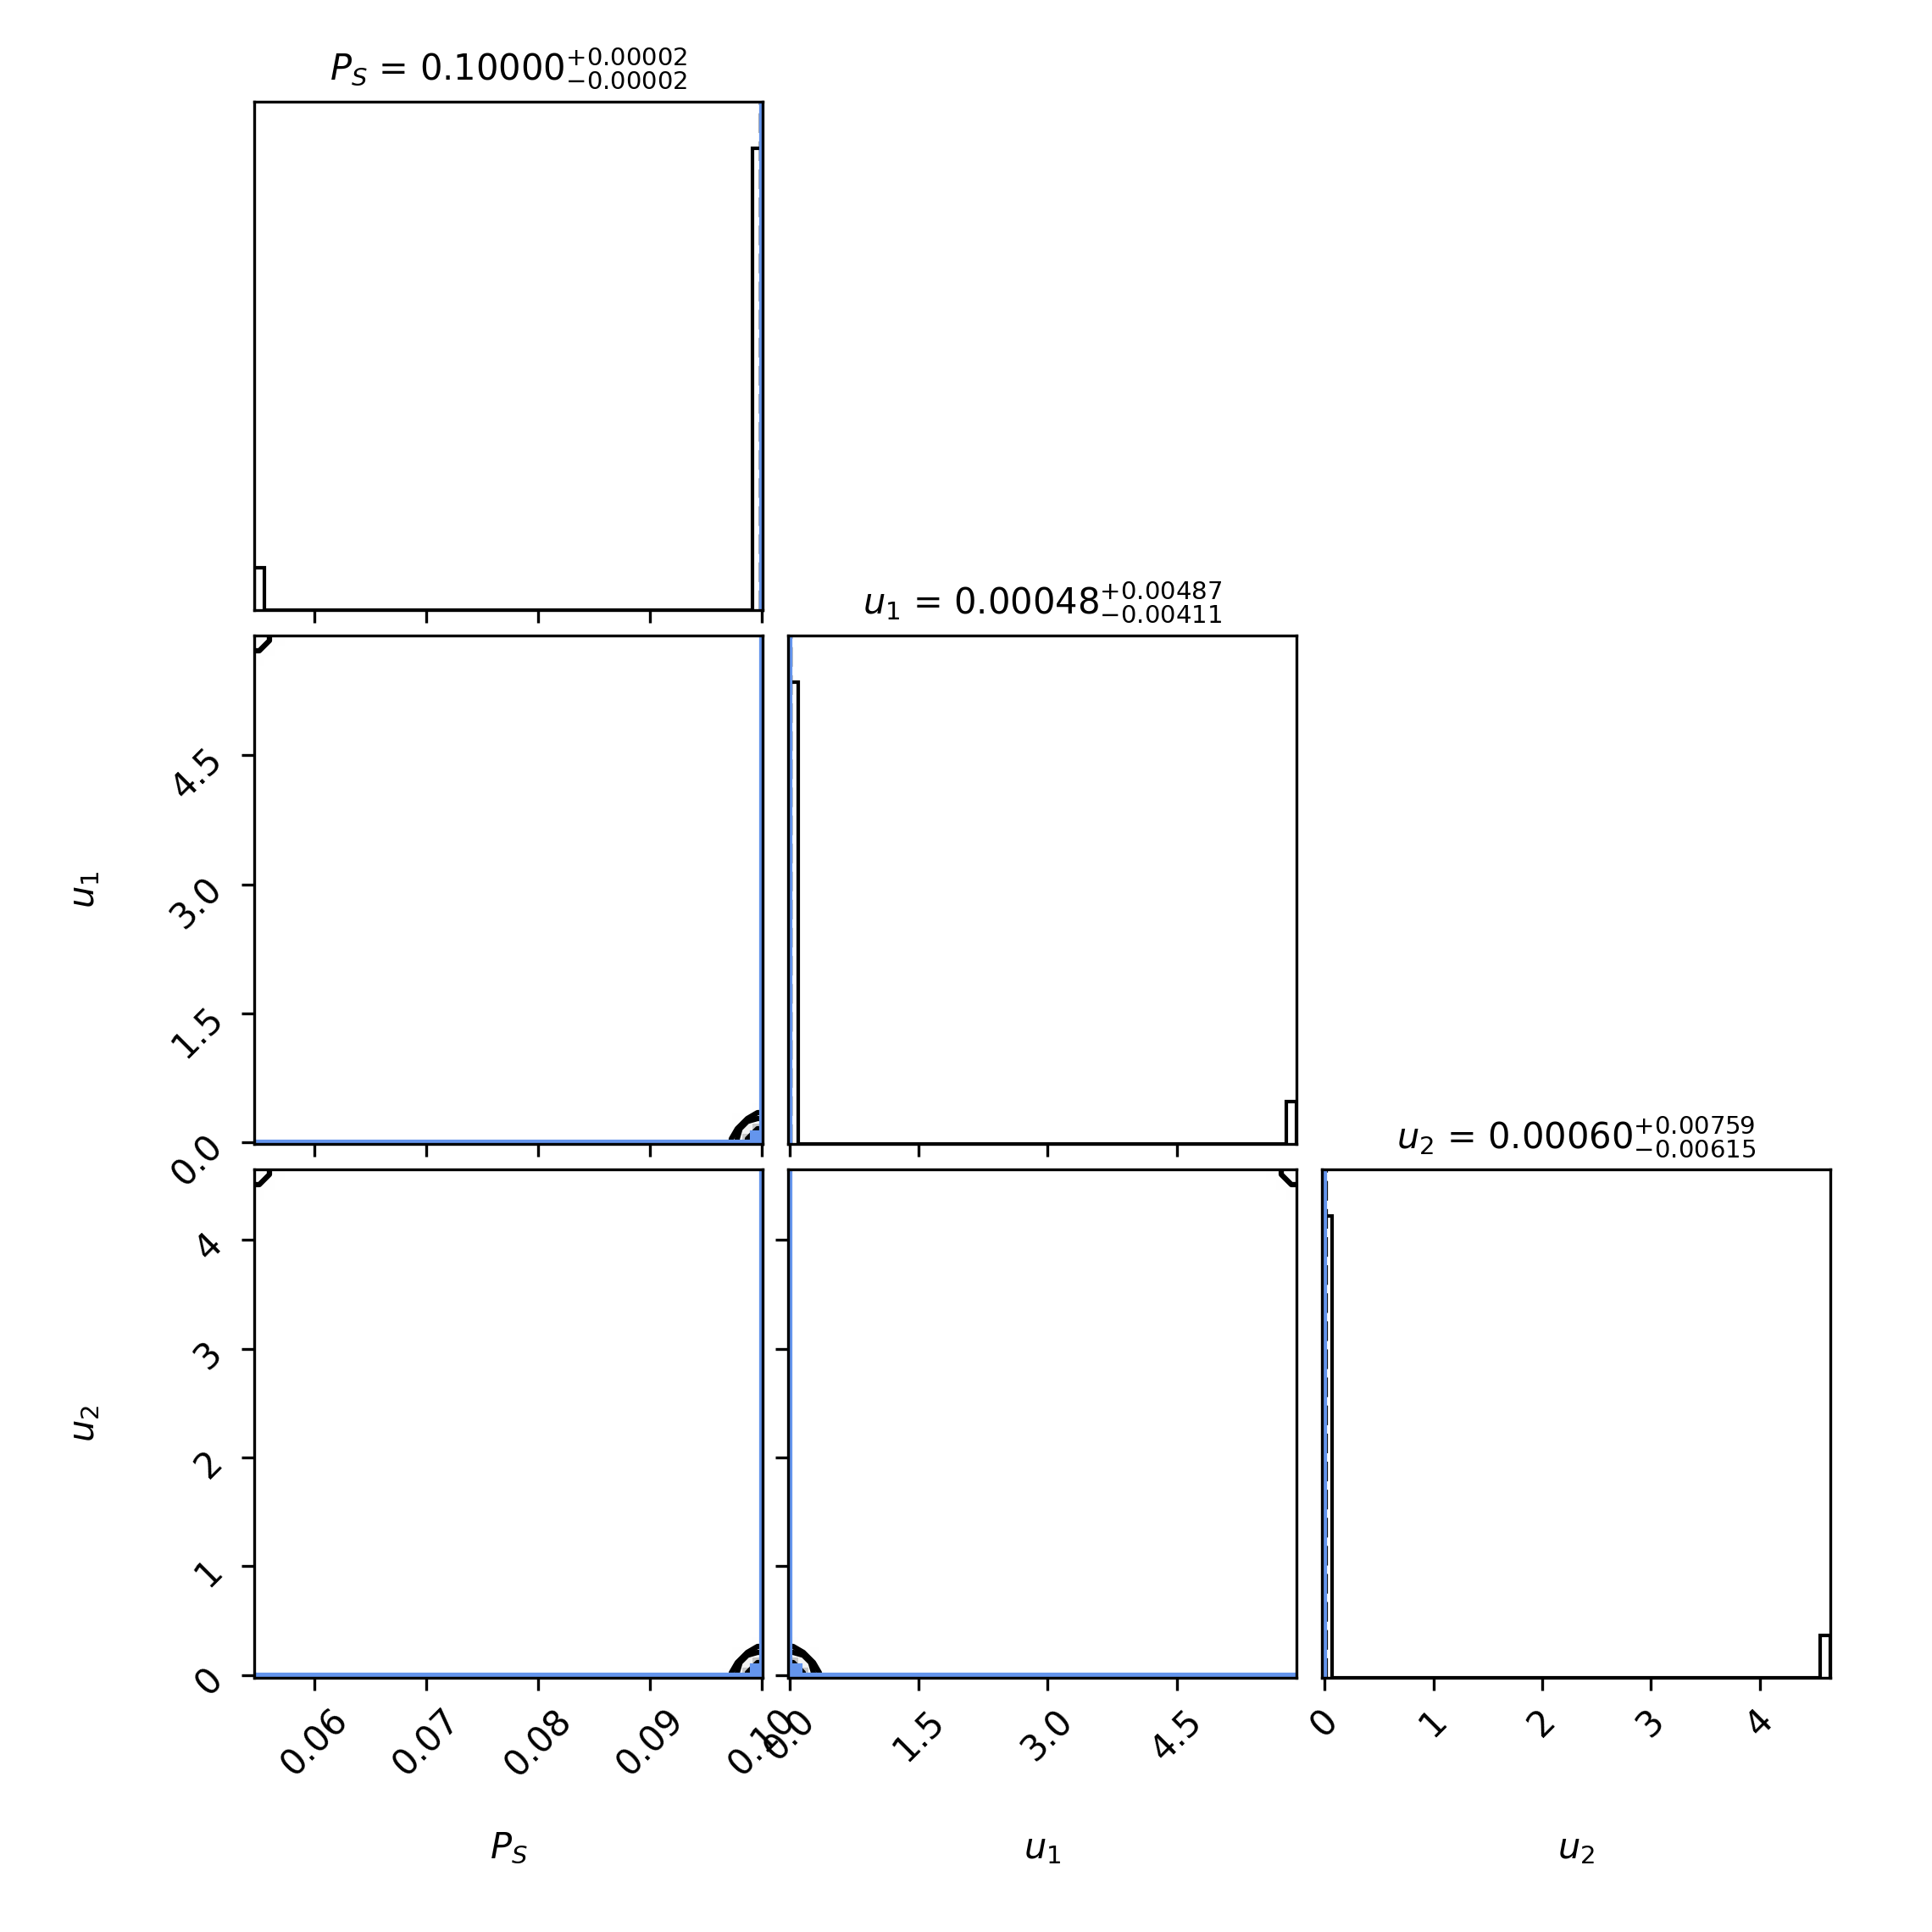 P_S = 0.10000^{+0.00002}_{−0.00002}
u_1 = 0.00048^{+0.00487}_{−0.00411}
4.5
3.0
1.5
0.0
u_1
u_2 = 0.00060^{+0.00759}_{−0.00615}
4
3
2
1
0
u_2
0.06 0.07 0.08 0.09 0.10 0.0 1.5 3.0 4.5 0 1 2 3 4
P_S u_1 u_2